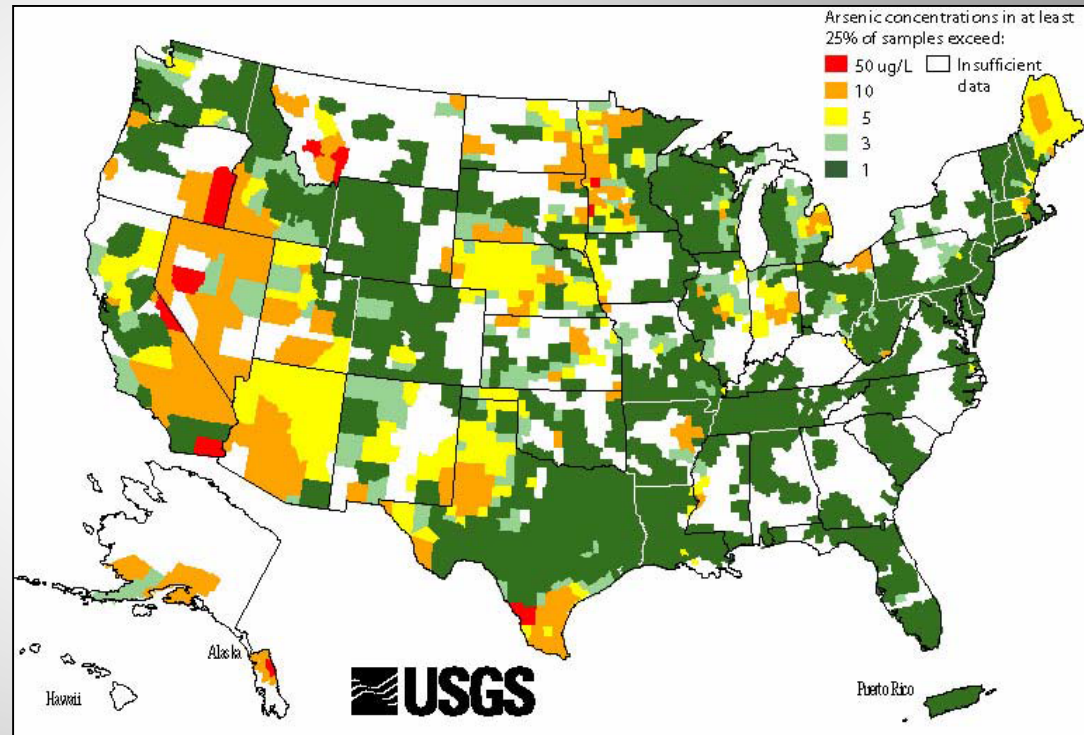 Arsenic concentrations in at least
25% of samples exceed:
50 ug/L Insufficient
10 data
5
3
1
Alaska
Hawaii
USGS
Puerto Rico